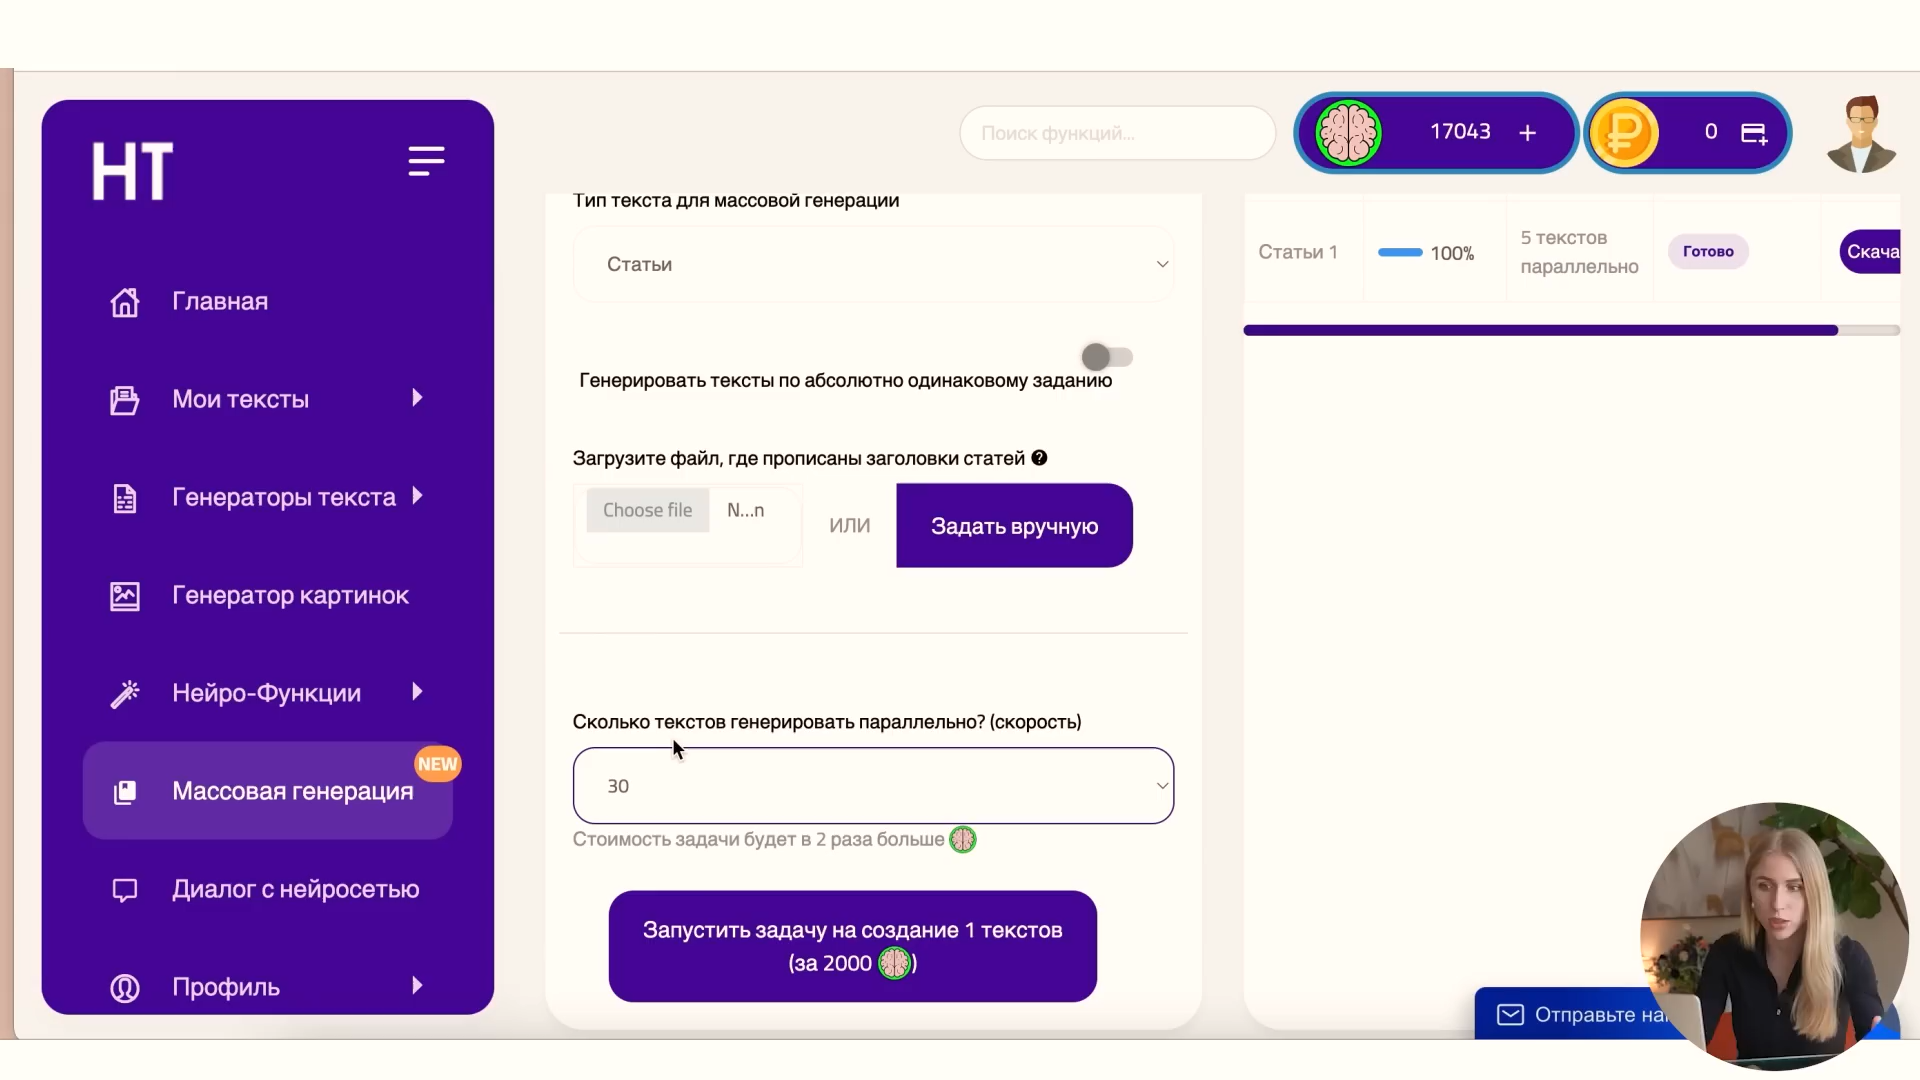 НТ
Поиск функций...
17043 +
0
Главная
Мои тексты
Генераторы текста
Генератор картинок
Нейро-Функции
NEW
Массовая генерация
Диалог с нейросетью
Профиль
Тип текста для массовой генерации
Статьи
Генерировать тексты по абсолютно одинаковому заданию
Загрузите файл, где прописаны заголовки статей ?
Choose file N...n
ИЛИ
Задать вручную
Сколько текстов генерировать параллельно? (скорость)
30
Стоимость задачи будет в 2 раза больше
Запустить задачу на создание 1 текстов
(за 2000 )
Статьи 1
100%
5 текстов
параллельно
Готово
Скача
Отправьте